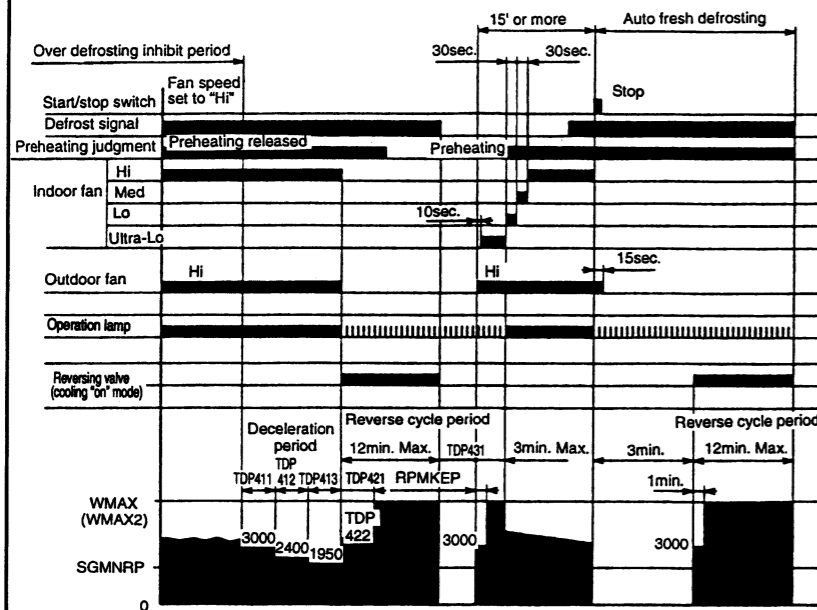 15' or more
Auto fresh defrosting
Over defrosting inhibit period
30sec.
30sec.
Fan speed
set to "Hi"
Start/stop switch
Stop
Defrost signal
Preheating judgment
Preheating released
Preheating
Indoor fan
Hi
Med
Lo
Ultra-Lo
10sec.
Outdoor fan
Hi
Hi
15sec.
Operation lamp
Reversing valve
(cooling "on" mode)
Deceleration
period
Reverse cycle period
Reverse cycle period
12min. Max.
TDP431
3min. Max.
3min.
12min. Max.
TDP411
TDP
412
TDP413
TDP421
RPMKEP
1min.
WMAX
(WMAX2)
TDP
422
3000
2400
1950
3000
3000
SGMNRP
0